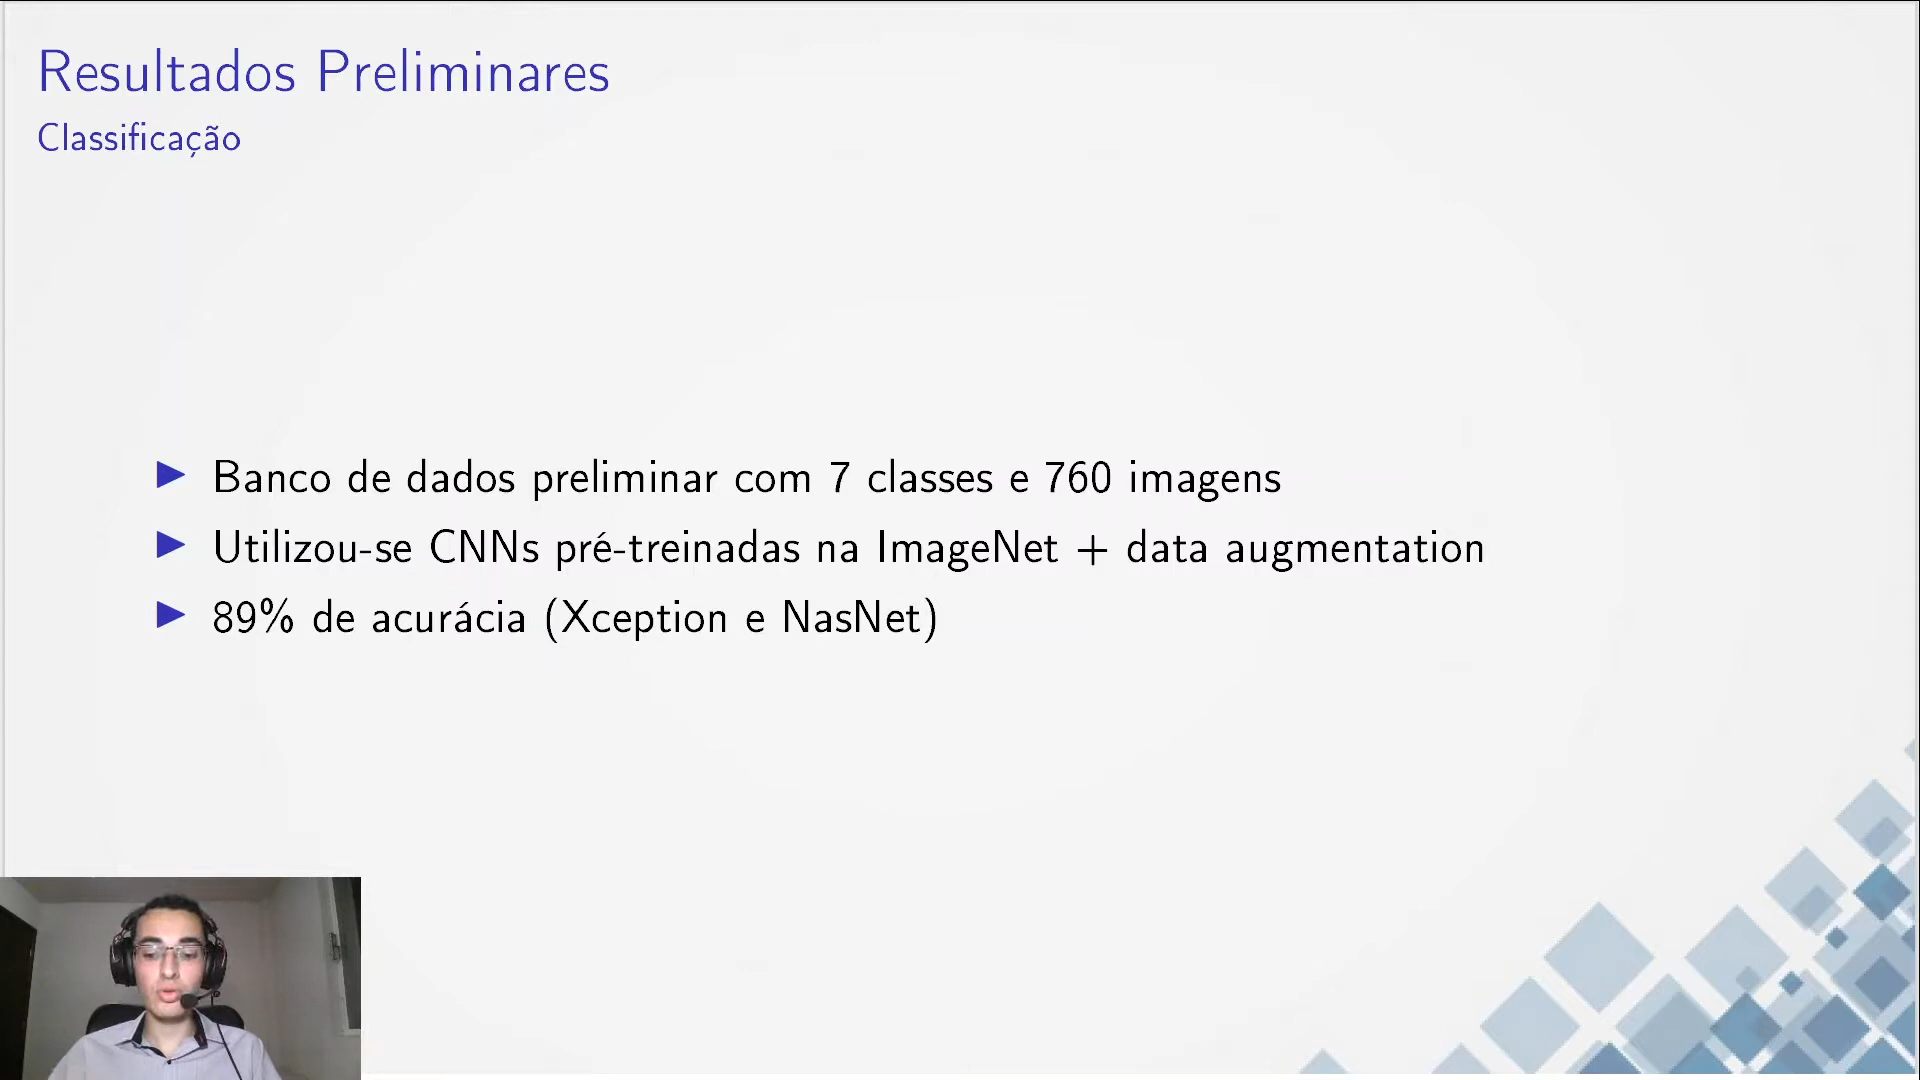 Resultados Preliminares
Classificação
Banco de dados preliminar com 7 classes e 760 imagens
Utilizou-se CNNs pré-treinadas na ImageNet + data augmentation
89% de acurácia (Xception e NasNet)